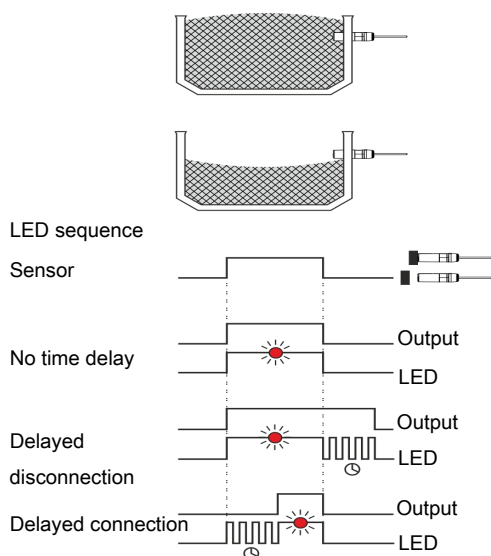 LED sequence
Sensor
Output
No time delay
LED
Output
Delayed
disconnection
LED
Output
Delayed connection
LED